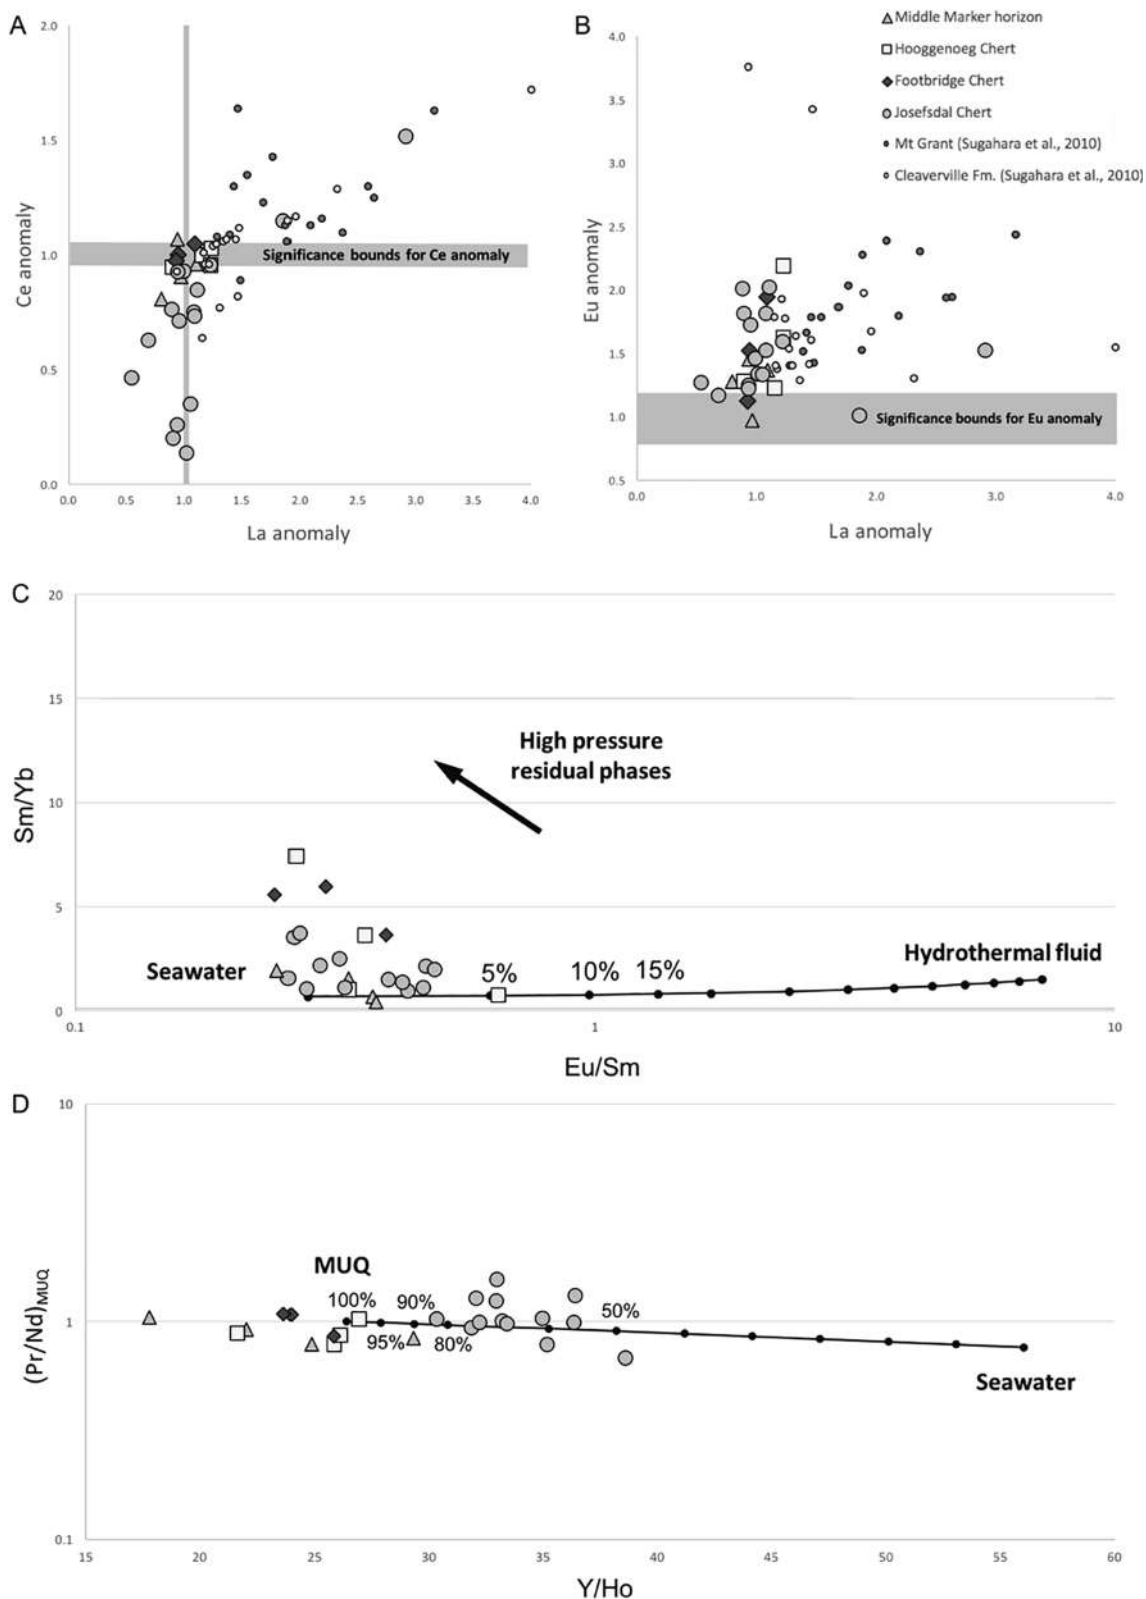 A
2.0
1.5
1.0
0.5
0.0
Ce anomaly
Significance bounds for Ce anomaly
0.0 0.5 1.0 1.5 2.0 2.5 3.0 3.5 4.0
La anomaly
B
4.0
3.5
3.0
2.5
2.0
1.5
1.0
0.5
Eu anomaly
Middle Marker horizon
Hooggenoeg Chert
Footbridge Chert
Josefsdal Chert
Mt Grant (Sugahara et al., 2010)
Cleaverville Fm. (Sugahara et al., 2010)
Significance bounds for Eu anomaly
0.0 1.0 2.0 3.0 4.0
La anomaly
C
20
15
10
5
0
Sm/Yb
High pressure
residual phases
Seawater
5% 10% 15%
Hydrothermal fluid
0.1 1 10
Eu/Sm
D
10
1
0.1
(Pr/Nd)MUQ
MUQ
100% 90% 50%
95% 80%
Seawater
15 20 25 30 35 40 45 50 55 60
Y/Ho